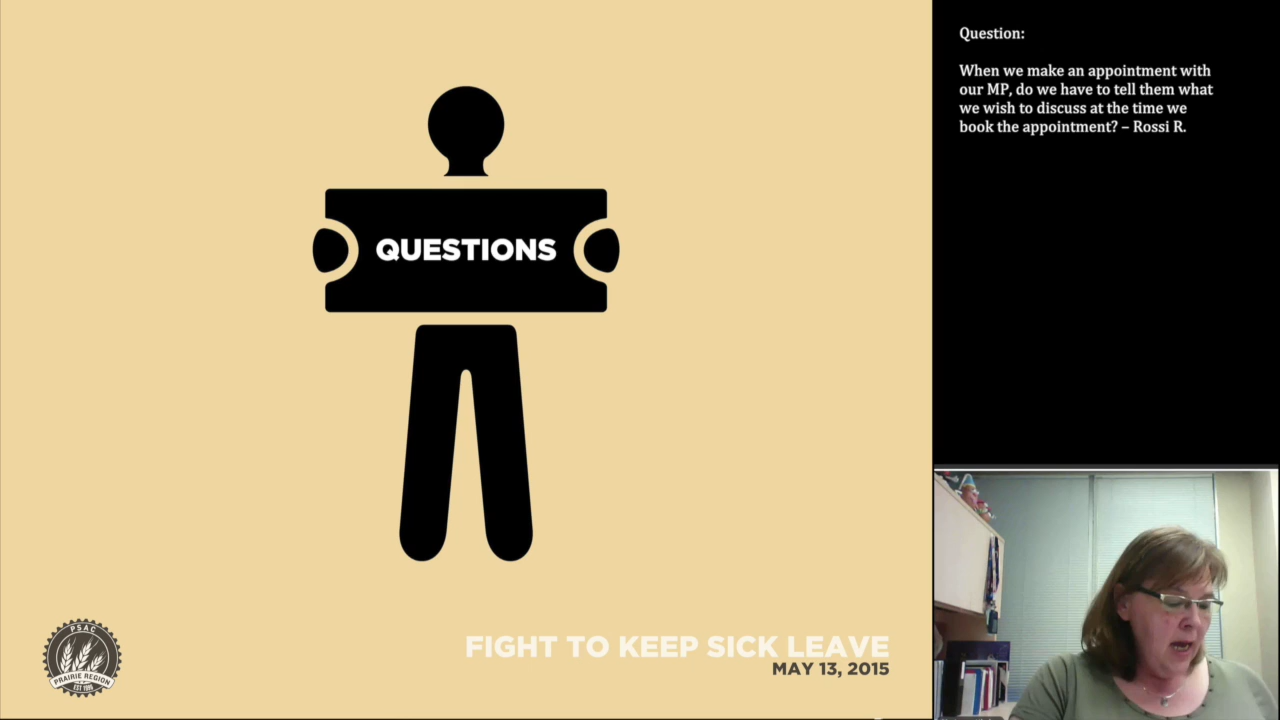 Question:
When we make an appointment with
our MP, do we have to tell them what
we wish to discuss at the time we
book the appointment? – Rossi R.
QUESTIONS
FIGHT TO KEEP SICK LEAVE
MAY 13, 2015
PSAC
PRAIRIE REGION